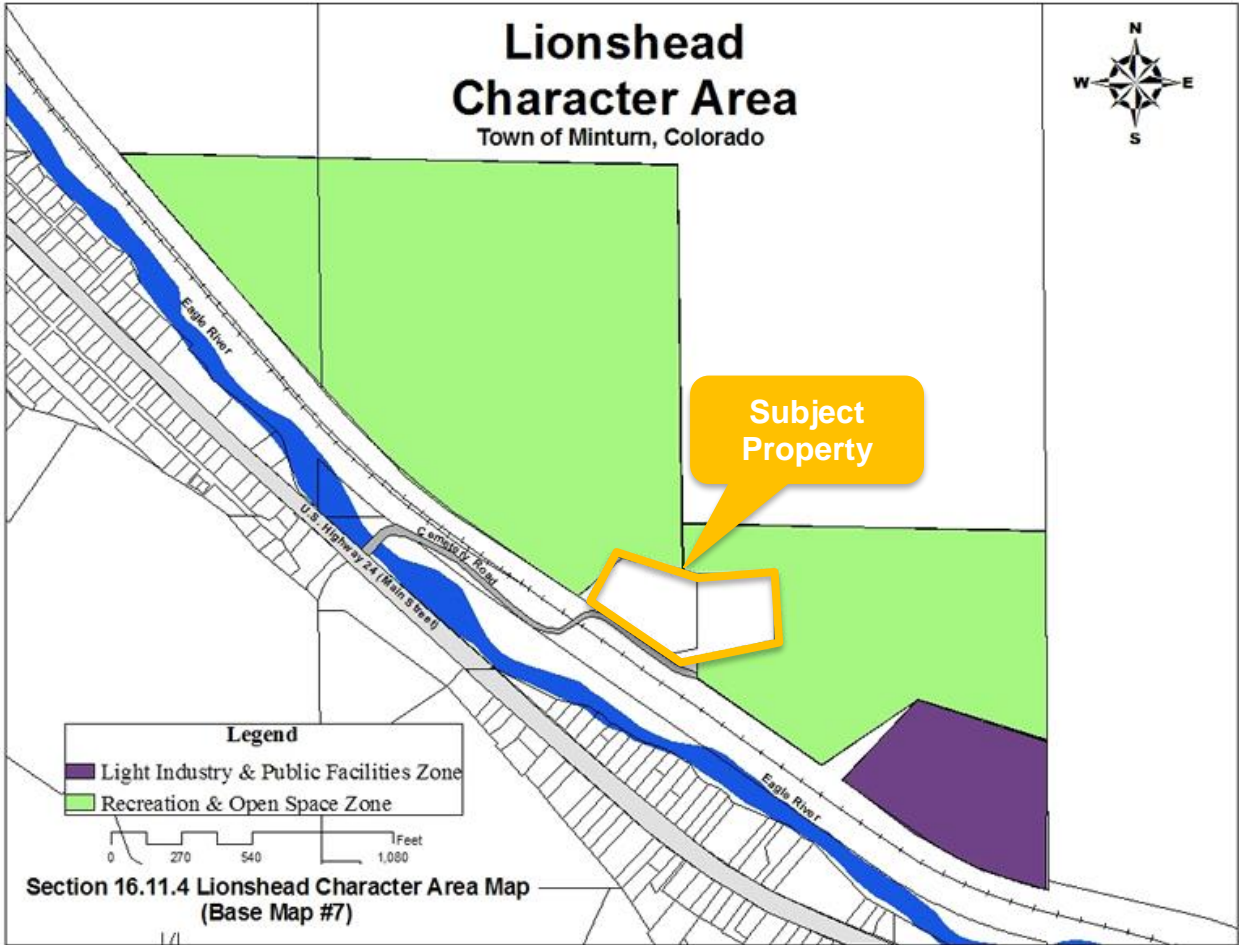 Lionshead
Character Area
Town of Minturn, Colorado
N
W
E
S
Eagle River
Subject
Property
Cemetery Road
U.S. Highway 24 (Main Street)
Legend
Light Industry & Public Facilities Zone
Recreation & Open Space Zone
Eagle River
Feet
0 270 540 1,080
Section 16.11.4 Lionshead Character Area Map
(Base Map #7)